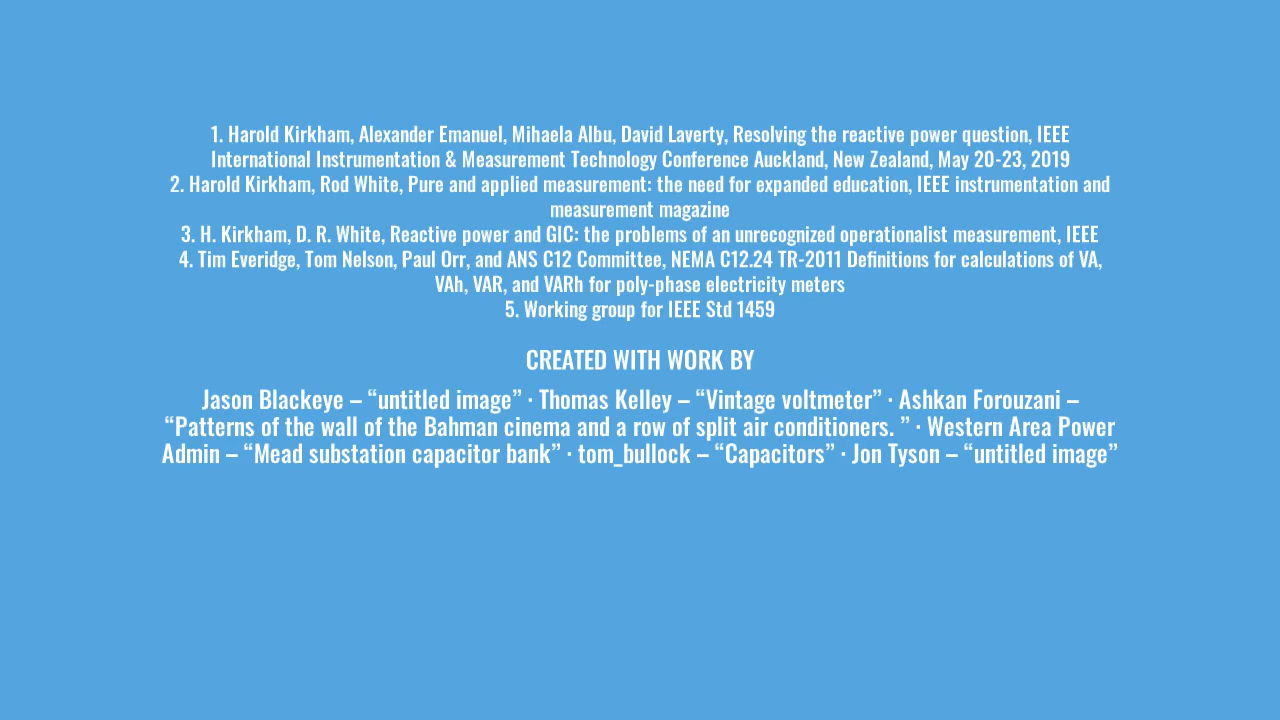 1. Harold Kirkham, Alexander Emanuel, Mihaela Albu, David Laverty, Resolving the reactive power question, IEEE
International Instrumentation & Measurement Technology Conference Auckland, New Zealand, May 20-23, 2019
2. Harold Kirkham, Rod White, Pure and applied measurement: the need for expanded education, IEEE instrumentation and
measurement magazine
3. H. Kirkham, D. R. White, Reactive power and GIC: the problems of an unrecognized operationalist measurement, IEEE
4. Tim Everidge, Tom Nelson, Paul Orr, and ANS C12 Committee, NEMA C12.24 TR-2011 Definitions for calculations of VA,
VAh, VAR, and VARh for poly-phase electricity meters
5. Working group for IEEE Std 1459
CREATED WITH WORK BY
Jason Blackeye – “untitled image” · Thomas Kelley – “Vintage voltmeter” · Ashkan Forouzani –
“Patterns of the wall of the Bahman cinema and a row of split air conditioners. ” · Western Area Power
Admin – “Mead substation capacitor bank” · tom_bullock – “Capacitors” · Jon Tyson – “untitled image”